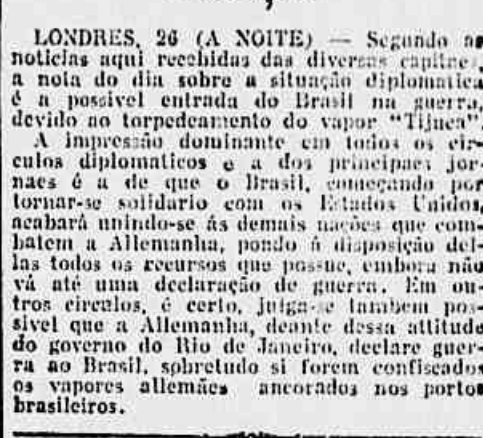 LONDRES, 26 (A NOITE) — Segundo as
noticias aqui recebidas das diversas capitaes,
a nota do dia sobre a situação diplomatica
é a possivel entrada do Brasil na guerra,
devido ao torpedeamento do vapor "Tijuca".
A impressão dominante em todos os cir-
culos diplomaticos e a dos principaes jor-
naes é a de que o Brasil, começando por
tornar-se solidario com os Estados Unidos,
acabará unindo-se ás demais nações que com-
batem a Allemanha, pondo á disposição del-
las todos os recursos que possue, embora não
vá até uma declaração de guerra. Em ou-
tros circulos, é certo, julga-se tambem pos-
sivel que a Allemanha, deante dessa attitude
do governo do Rio de Janeiro, declare guer-
ra ao Brasil, sobretudo si forem confiscados
os vapores allemães ancorados nos portos
brasileiros.